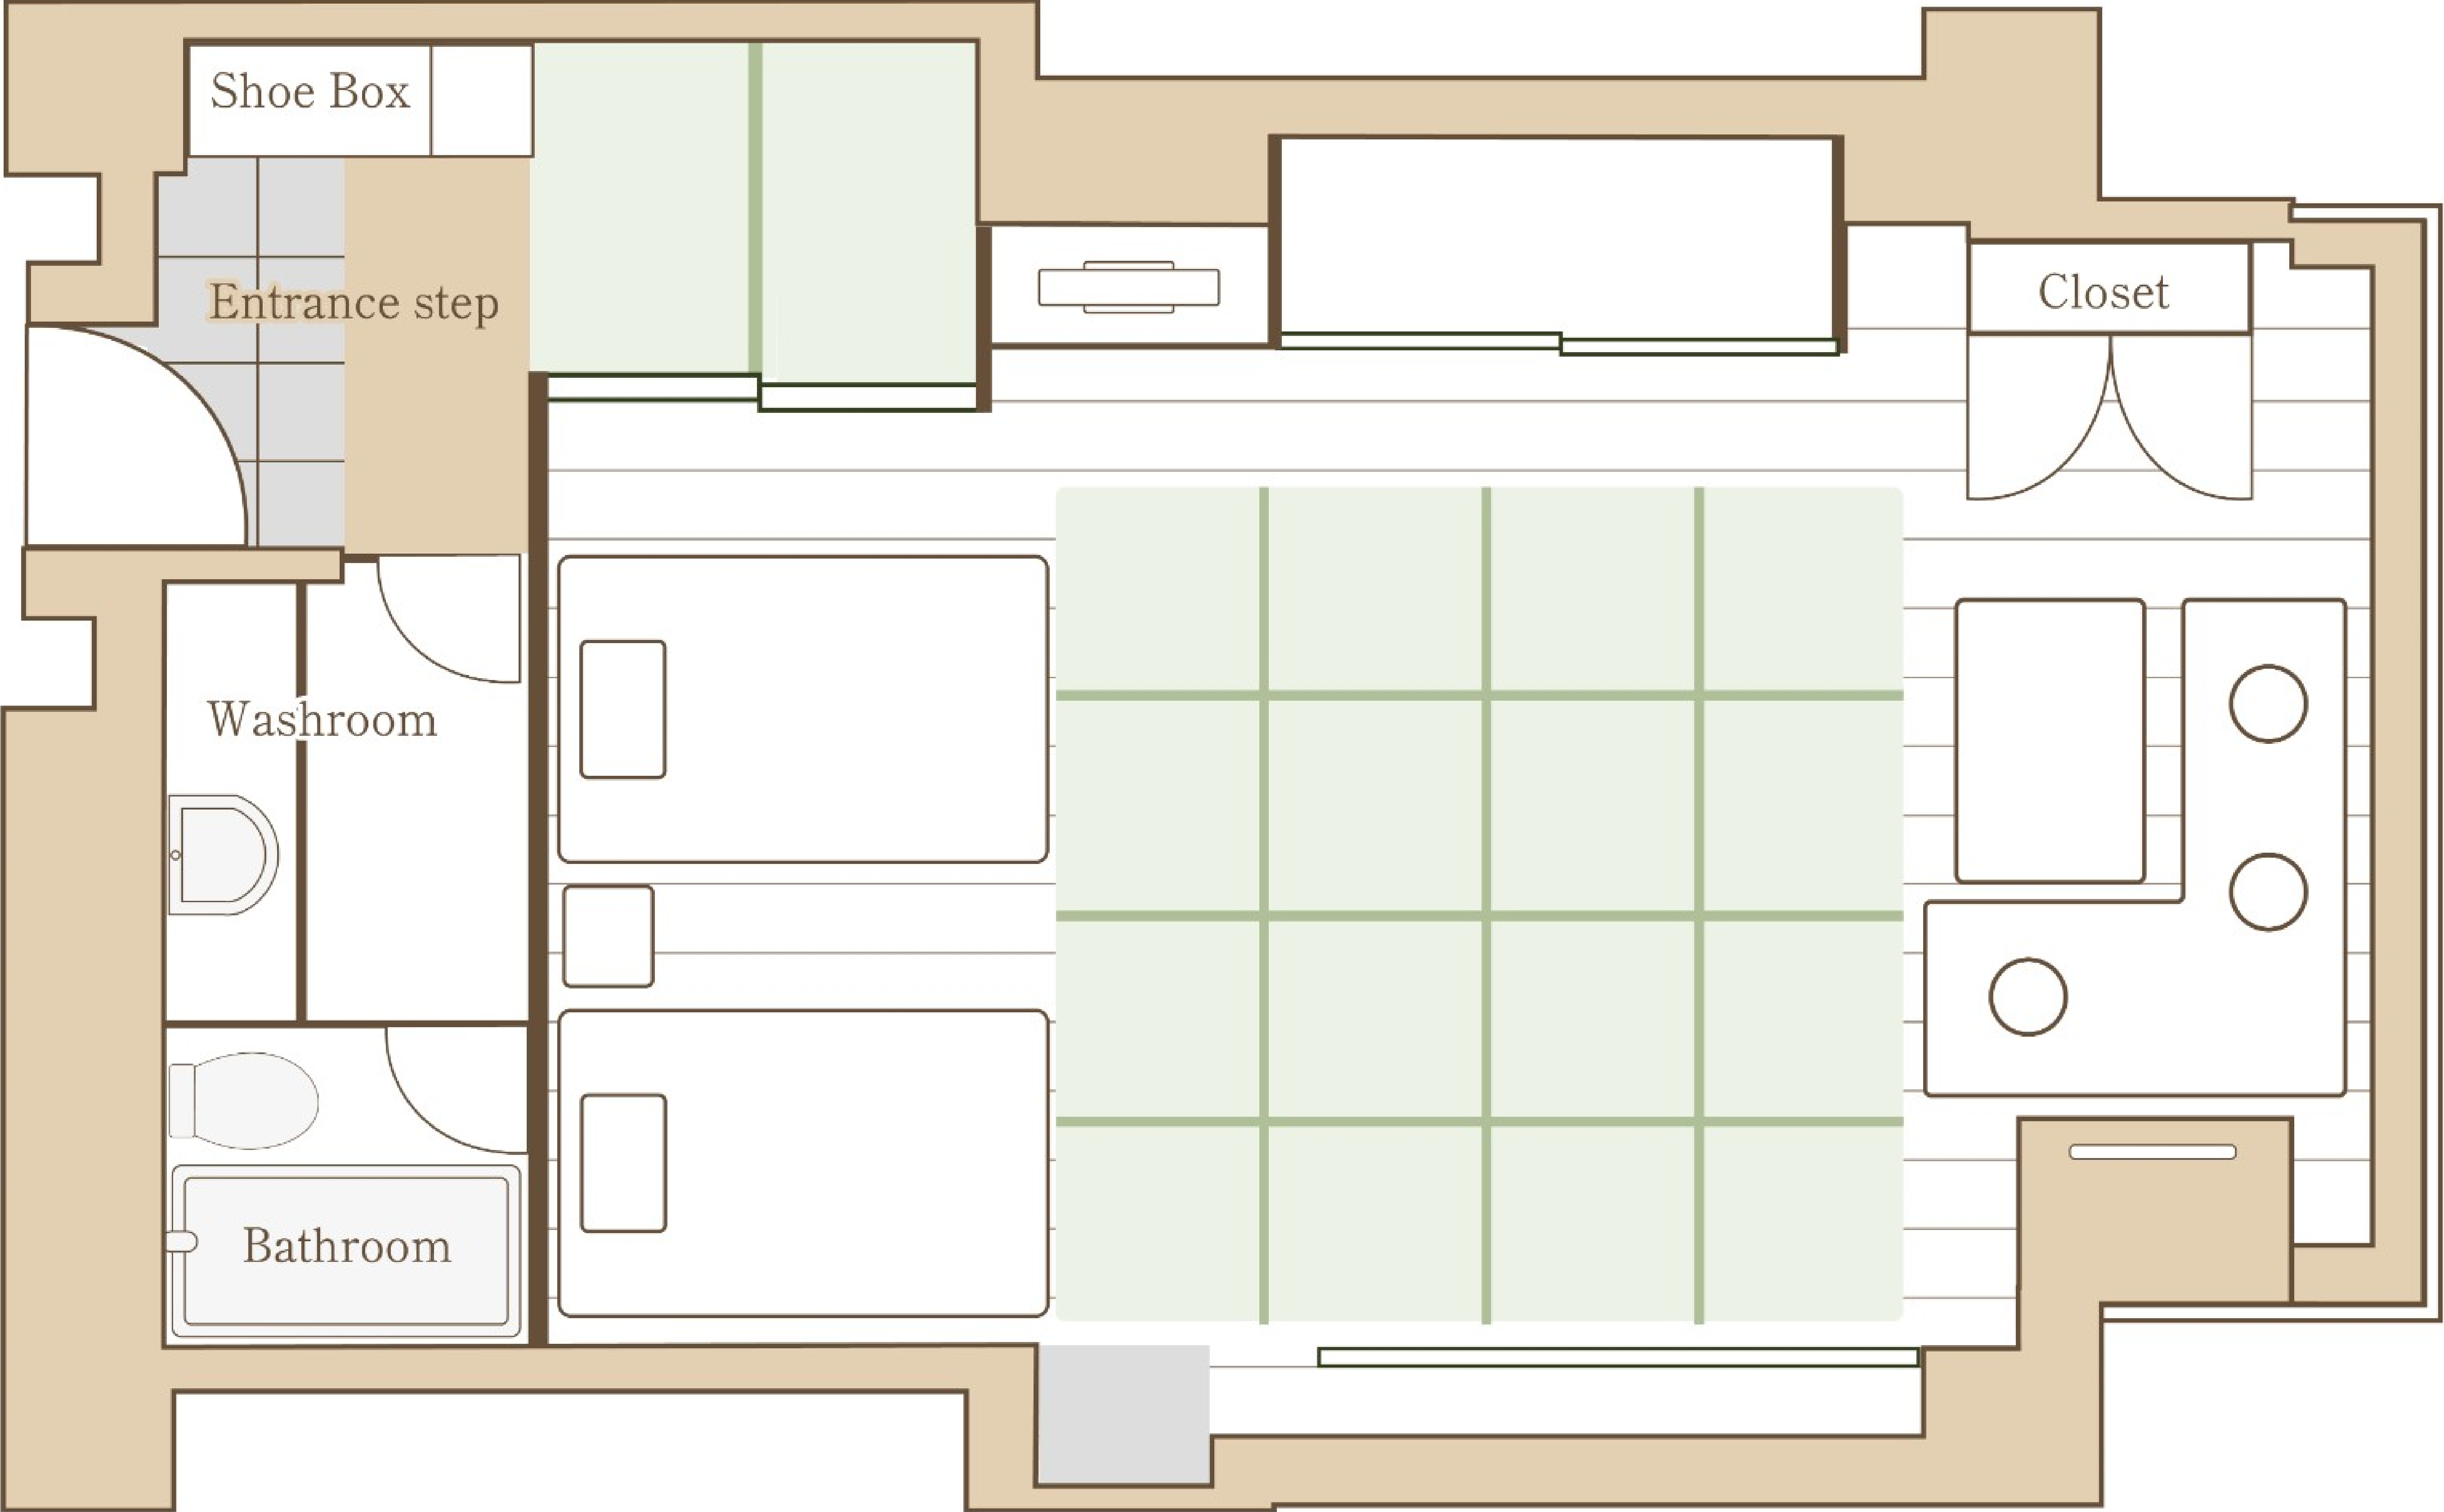 Shoe Box
Entrance step
Closet
Washroom
Bathroom